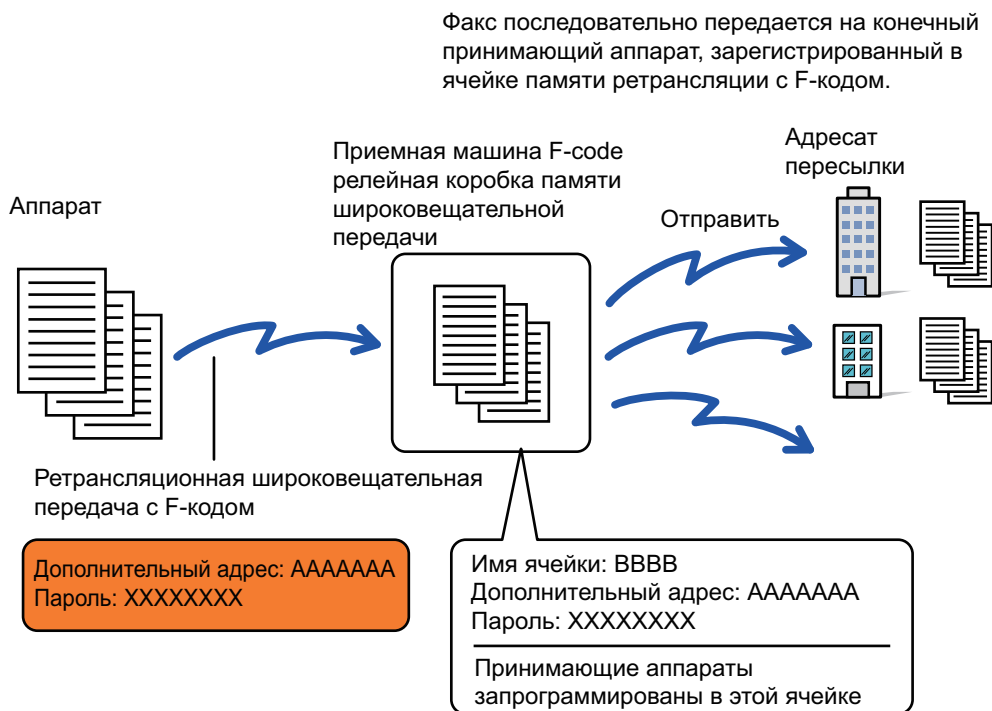 Факс последовательно передается на конечный
принимающий аппарат, зарегистрированный в
ячейке памяти ретрансляции с F-кодом.
Адресат
пересылки
Приемная машина F-code
релейная коробка памяти
широковещательной
передачи
Аппарат
Отправить
Ретрансляционная широковещательная
передача с F-кодом
Дополнительный адрес: AAAAAAA
Пароль: XXXXXXXX
Имя ячейки: BBBB
Дополнительный адрес: AAAAAAA
Пароль: XXXXXXXX
Принимающие аппараты
запрограммированы в этой ячейке